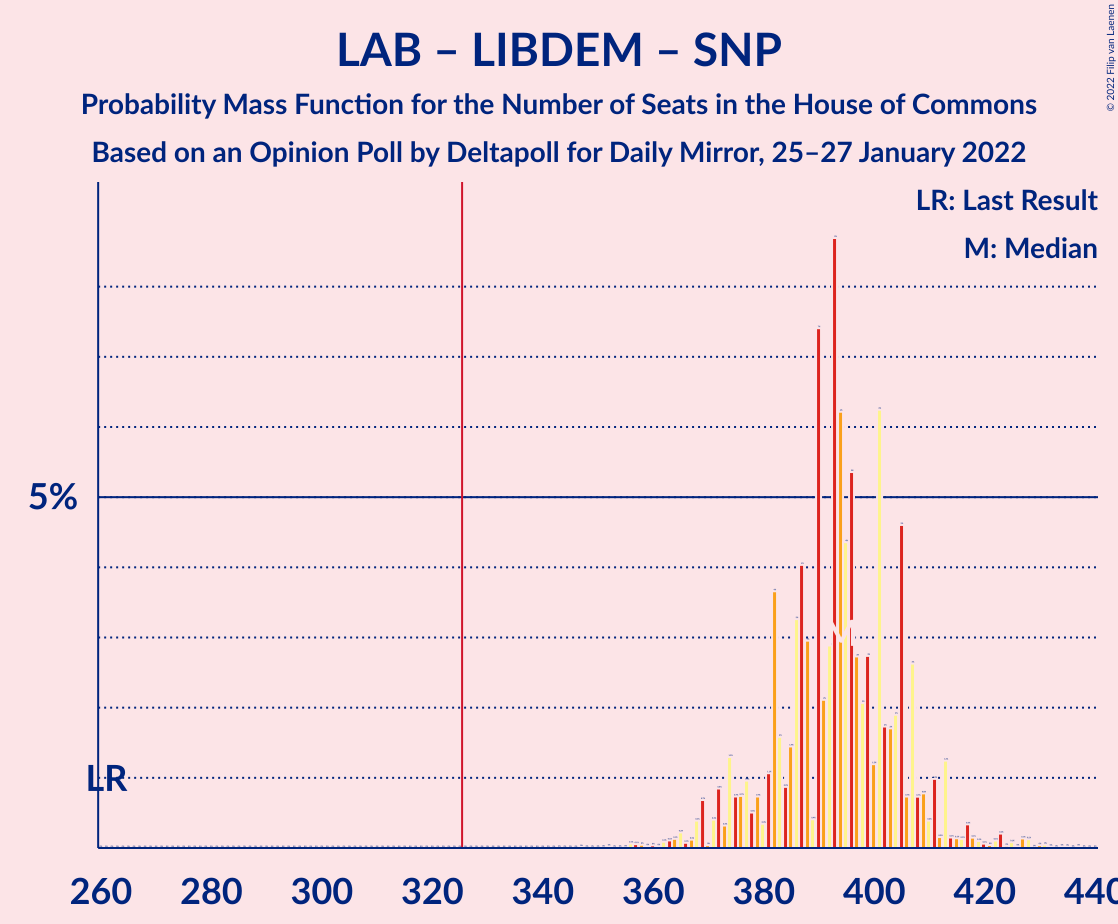 LAB – LIBDEM – SNP
Probability Mass Function for the Number of Seats in the House of Commons
Based on an Opinion Poll by Deltapoll for Daily Mirror, 25–27 January 2022
© 2022 Filip van Laenen
LR: Last Result
M: Median
5%
LR
M
260 280 300 320 340 360 380 400 420 440